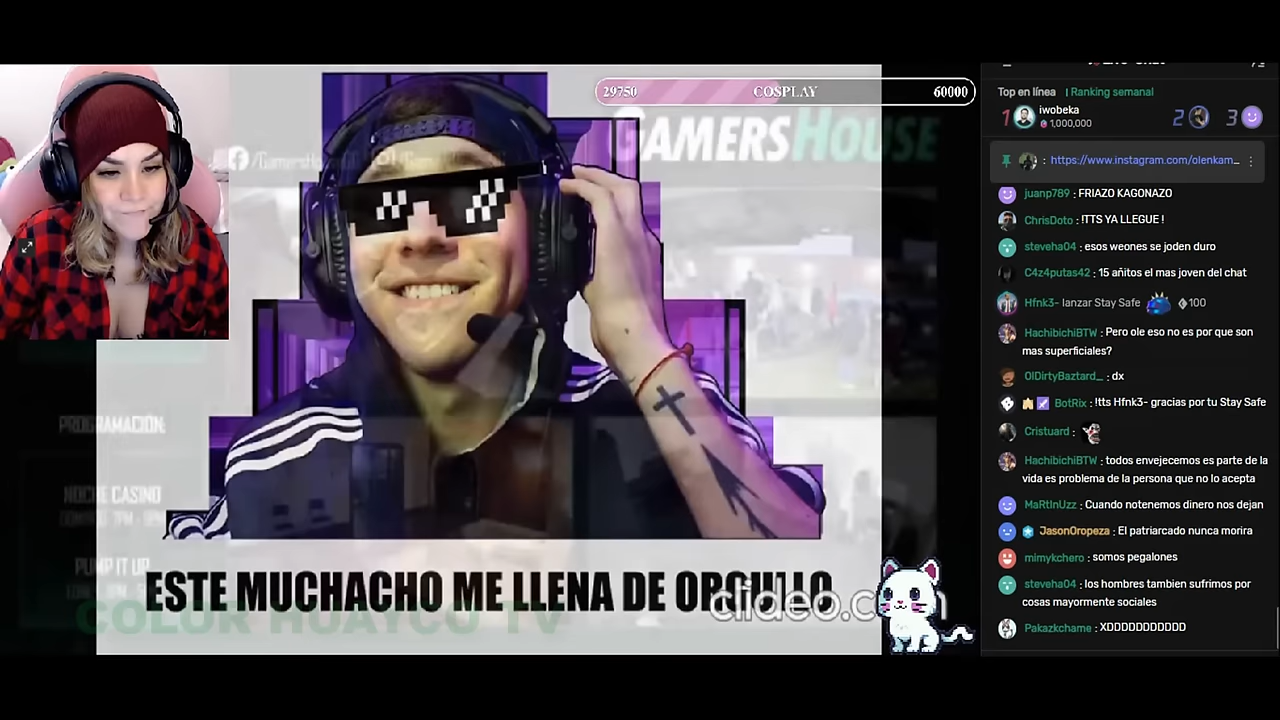 29750 COSPLAY 60000
GAMERSHOUSE
PROGRAMACIÓN:
NOCHE CASINO
PUMP IT UP
ESTE MUCHACHO ME LLENA DE ORGULLO
COLOR HUAYCO TV
Top en línea | Ranking semanal
1 iwobeka 2 3
1,000,000
: https://www.instagram.com/olenkam...
juanp789 : FRIAZO KAGONAZO
ChrisDoto : !TTS YA LLEGUE !
steveha04 : esos weones se joden duro
C4z4putas42 : 15 añitos el mas joven del chat
Hfnk3- lanzar Stay Safe 100
HachibichiBTW : Pero ole eso no es por que son
mas superficiales?
OlDirtyBaztard_ : dx
BotRix : !tts Hfnk3- gracias por tu Stay Safe
Cristuard :
HachibichiBTW : todos envejecemos es parte de la
vida es problema de la persona que no lo acepta
MaRtInUzz : Cuando notenemos dinero nos dejan
JasonOropeza : El patriarcado nunca morira
mimykchero : somos pegalones
steveha04 : los hombres tambien sufrimos por
cosas mayormente sociales
Pakazkchame : XDDDDDDDDDDD